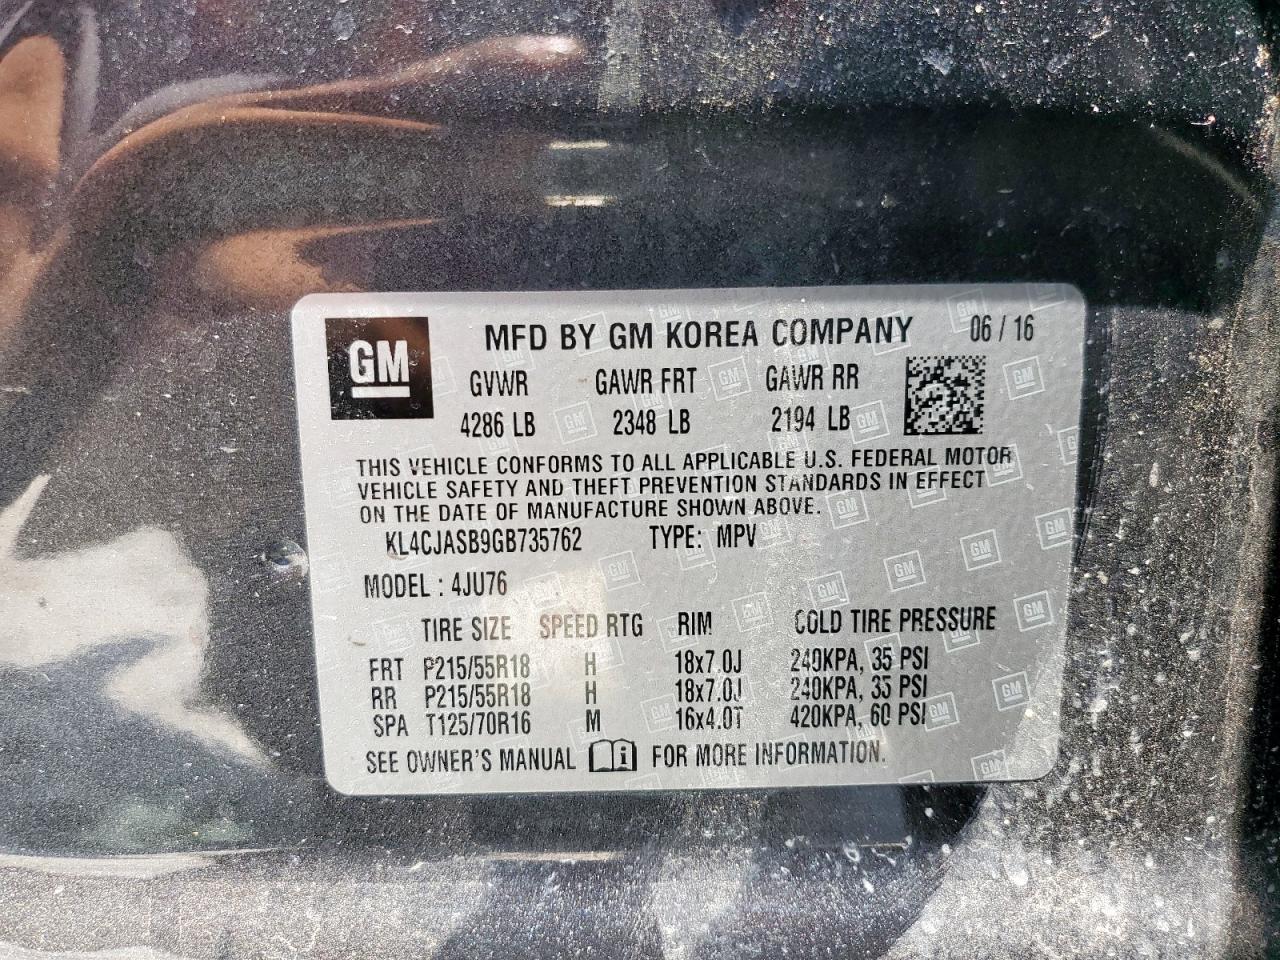 GM
MFD BY GM KOREA COMPANY 06 / 16
GVWR GAWR FRT GAWR RR
4286 LB 2348 LB 2194 LB
THIS VEHICLE CONFORMS TO ALL APPLICABLE U.S. FEDERAL MOTOR
VEHICLE SAFETY AND THEFT PREVENTION STANDARDS IN EFFECT
ON THE DATE OF MANUFACTURE SHOWN ABOVE.
KL4CJASB9GB735762 TYPE: MPV
MODEL : 4JU76
TIRE SIZE SPEED RTG RIM COLD TIRE PRESSURE
FRT P215/55R18 H 18x7.0J 240KPA, 35 PSI
RR P215/55R18 H 18x7.0J 240KPA, 35 PSI
SPA T125/70R16 M 16x4.0T 420KPA, 60 PSI
SEE OWNER'S MANUAL i FOR MORE INFORMATION.